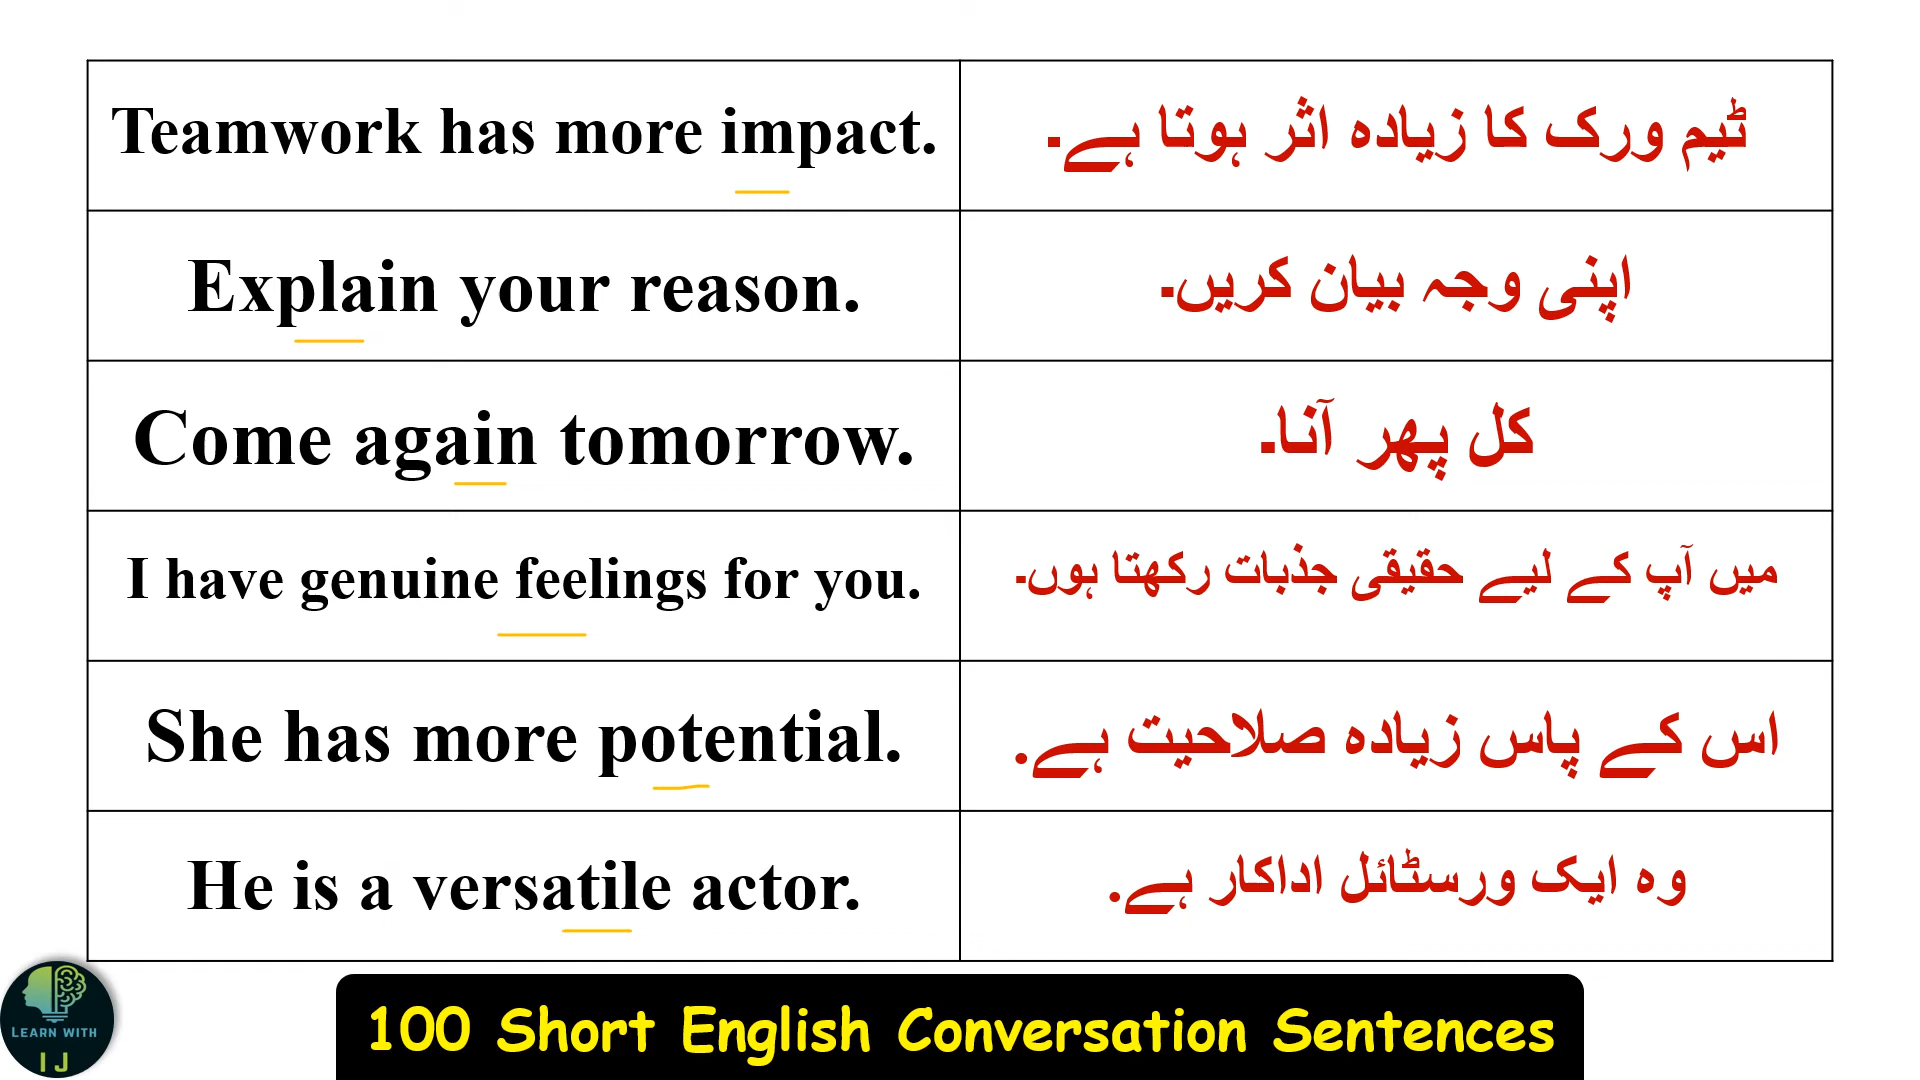 Teamwork has more impact.
ٹیم ورک کا زیادہ اثر ہوتا ہے۔
Explain your reason.
اپنی وجہ بیان کریں۔
Come again tomorrow.
کل پھر آنا۔
I have genuine feelings for you.
میں آپ کے لیے حقیقی جذبات رکھتا ہوں۔
She has more potential.
اس کے پاس زیادہ صلاحیت ہے.
He is a versatile actor.
وہ ایک ورسٹائل اداکار ہے.
LEARN WITH
IJ
100 Short English Conversation Sentences